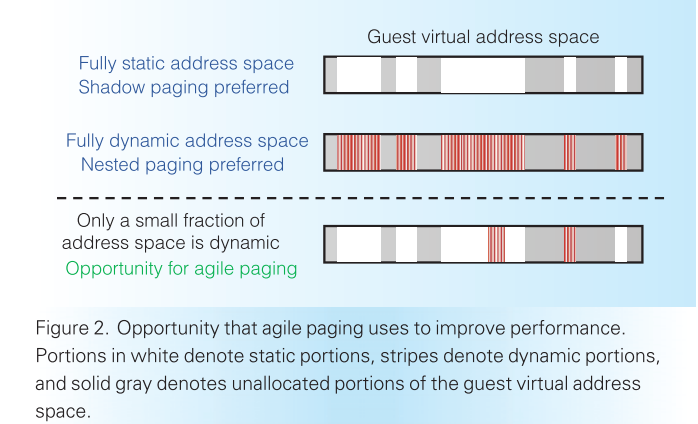 Guest virtual address space
Fully static address space
Shadow paging preferred
Fully dynamic address space
Nested paging preferred
Only a small fraction of
address space is dynamic
Opportunity for agile paging
Figure 2. Opportunity that agile paging uses to improve performance.
Portions in white denote static portions, stripes denote dynamic portions,
and solid gray denotes unallocated portions of the guest virtual address
space.